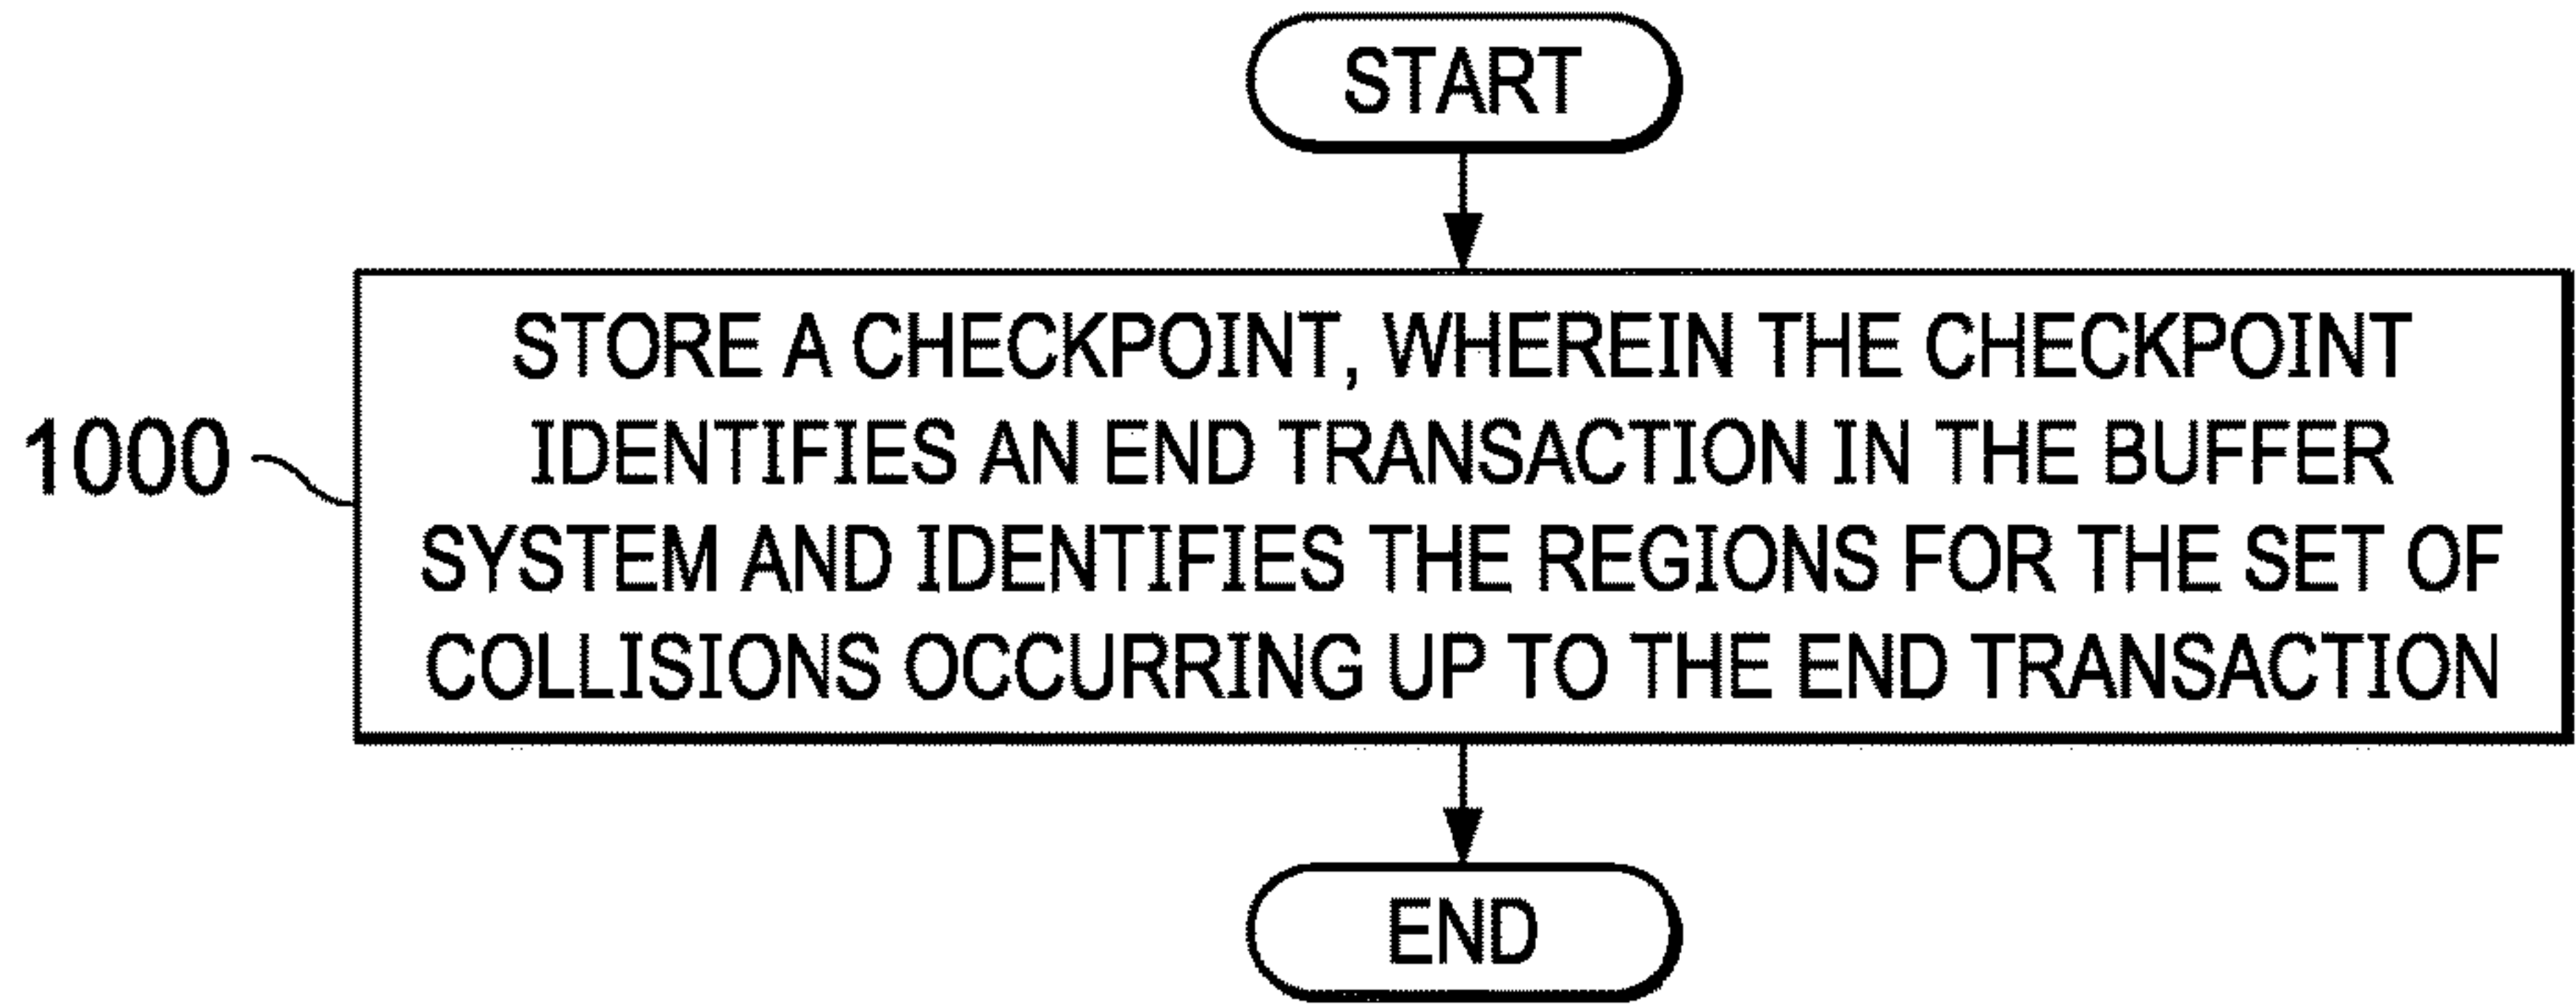 START
STORE A CHECKPOINT, WHEREIN THE CHECKPOINT
IDENTIFIES AN END TRANSACTION IN THE BUFFER
SYSTEM AND IDENTIFIES THE REGIONS FOR THE SET OF
COLLISIONS OCCURRING UP TO THE END TRANSACTION
1000
END